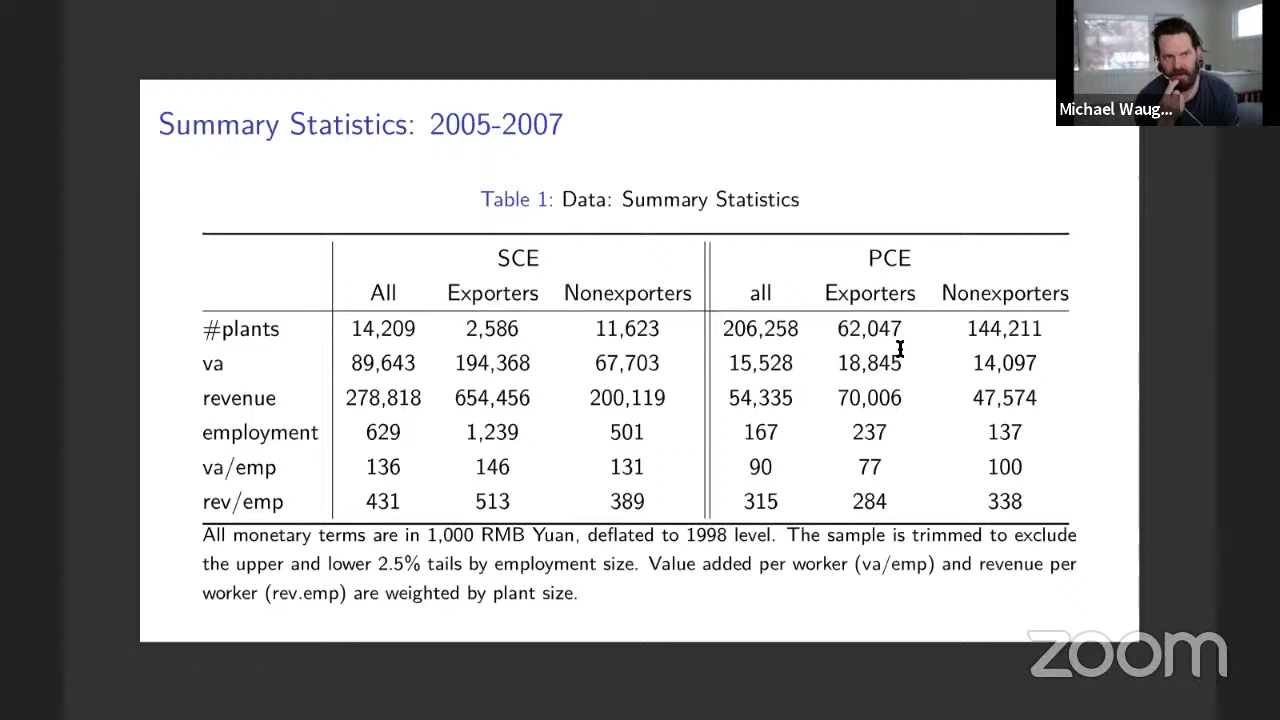 Michael Waug...
Summary Statistics: 2005-2007
Table 1: Data: Summary Statistics
SCE PCE
All Exporters Nonexporters all Exporters Nonexporters
#plants 14,209 2,586 11,623 206,258 62,047 144,211
va 89,643 194,368 67,703 15,528 18,845 14,097
revenue 278,818 654,456 200,119 54,335 70,006 47,574
employment 629 1,239 501 167 237 137
va/emp 136 146 131 90 77 100
rev/emp 431 513 389 315 284 338
All monetary terms are in 1,000 RMB Yuan, deflated to 1998 level. The sample is trimmed to exclude
the upper and lower 2.5% tails by employment size. Value added per worker (va/emp) and revenue per
worker (rev.emp) are weighted by plant size.
zoom